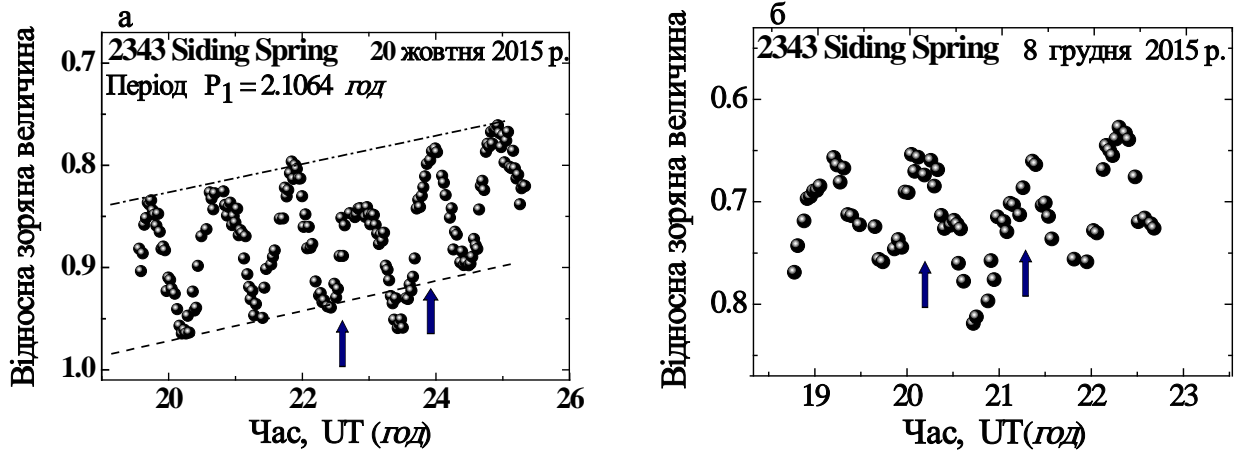 а
2343 Siding Spring 20 жовтня 2015 р.
Період P1 = 2.1064 год
Відносна зоряна величина
0.7
0.8
0.9
1.0
20 22 24 26
Час, UT (год)
б
2343 Siding Spring 8 грудня 2015 р.
Відносна зоряна величина
0.6
0.7
0.8
19 20 21 22 23
Час, UT(год)